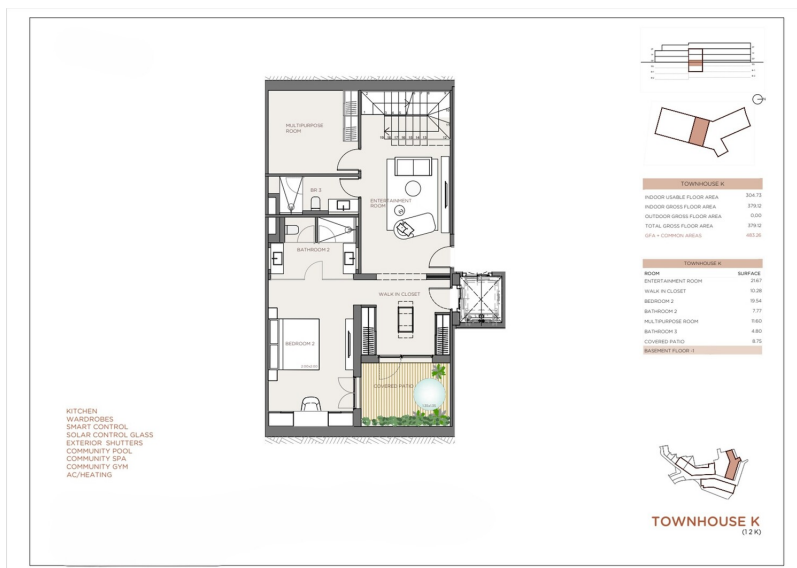 MULTIPURPOSE
ROOM
BR 3
ENTERTAINMENT
ROOM
BATHROOM 2
WALK IN CLOSET
BEDROOM 2
COVERED PATIO
KITCHEN
WARDROBES
SMART CONTROL
SOLAR CONTROL GLASS
EXTERIOR SHUTTERS
COMMUNITY POOL
COMMUNITY SPA
COMMUNITY GYM
AC/HEATING
TOWNHOUSE K
INDOOR USABLE FLOOR AREA 304.73
INDOOR GROSS FLOOR AREA 379.12
OUTDOOR GROSS FLOOR AREA 0.00
TOTAL GROSS FLOOR AREA 379.12
GFA + COMMON AREAS 483.26
TOWNHOUSE K
ROOM SURFACE
ENTERTAINMENT ROOM 21.67
WALK IN CLOSET 10.28
BEDROOM 2 19.54
BATHROOM 2 7.77
MULTIPURPOSE ROOM 11.60
BATHROOM 3 4.80
COVERED PATIO 8.75
BASEMENT FLOOR -1
TOWNHOUSE K
(1 2 K)